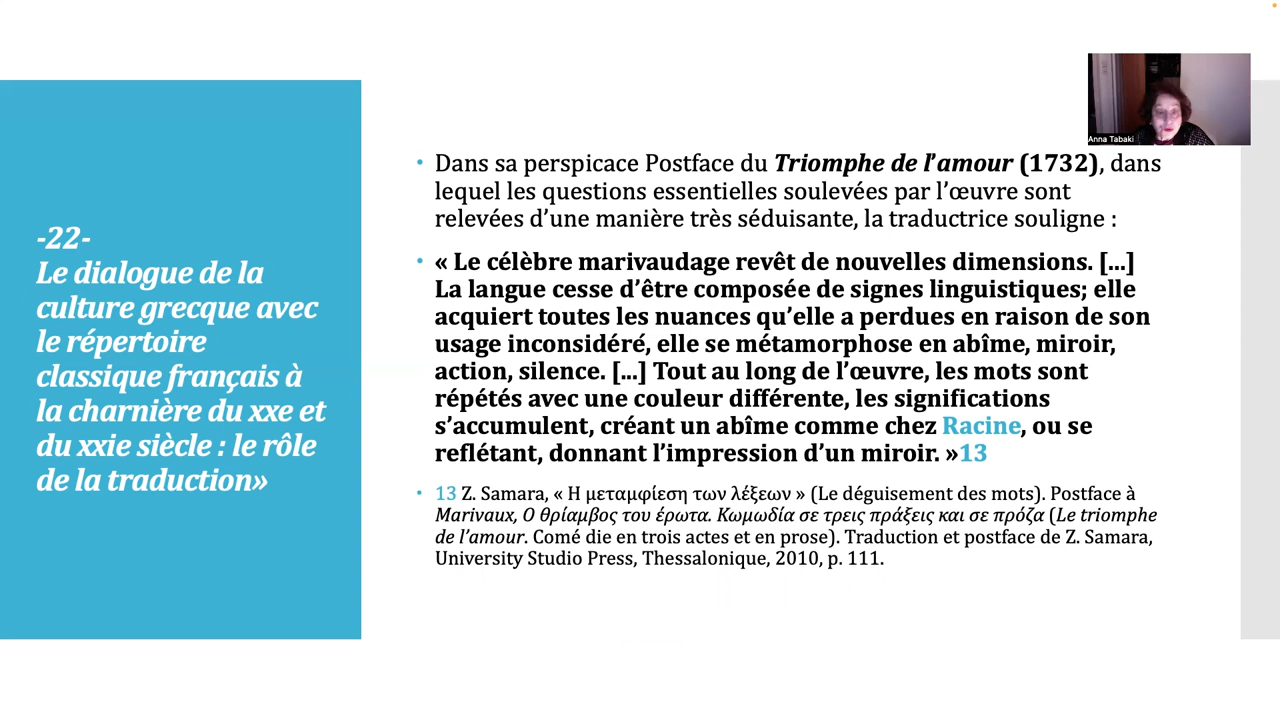 Anna Tabaki
-22-
Le dialogue de la
culture grecque avec
le répertoire
classique français à
la charnière du xxe et
du xxie siècle : le rôle
de la traduction»
• Dans sa perspicace Postface du Triomphe de l’amour (1732), dans
lequel les questions essentielles soulevées par l’œuvre sont
relevées d’une manière très séduisante, la traductrice souligne :
• « Le célèbre marivaudage revêt de nouvelles dimensions. […]
La langue cesse d’être composée de signes linguistiques; elle
acquiert toutes les nuances qu’elle a perdues en raison de son
usage inconsidéré, elle se métamorphose en abîme, miroir,
action, silence. […] Tout au long de l’œuvre, les mots sont
répétés avec une couleur différente, les significations
s’accumulent, créant un abîme comme chez Racine, ou se
reflétant, donnant l’impression d’un miroir. »13
• 13 Z. Samara, « Η μεταμφίεση των λέξεων » (Le déguisement des mots). Postface à
Marivaux, Ο θρίαμβος του έρωτα. Κωμωδία σε τρεις πράξεις και σε πρόζα (Le triomphe
de l’amour. Comé die en trois actes et en prose). Traduction et postface de Z. Samara,
University Studio Press, Thessalonique, 2010, p. 111.